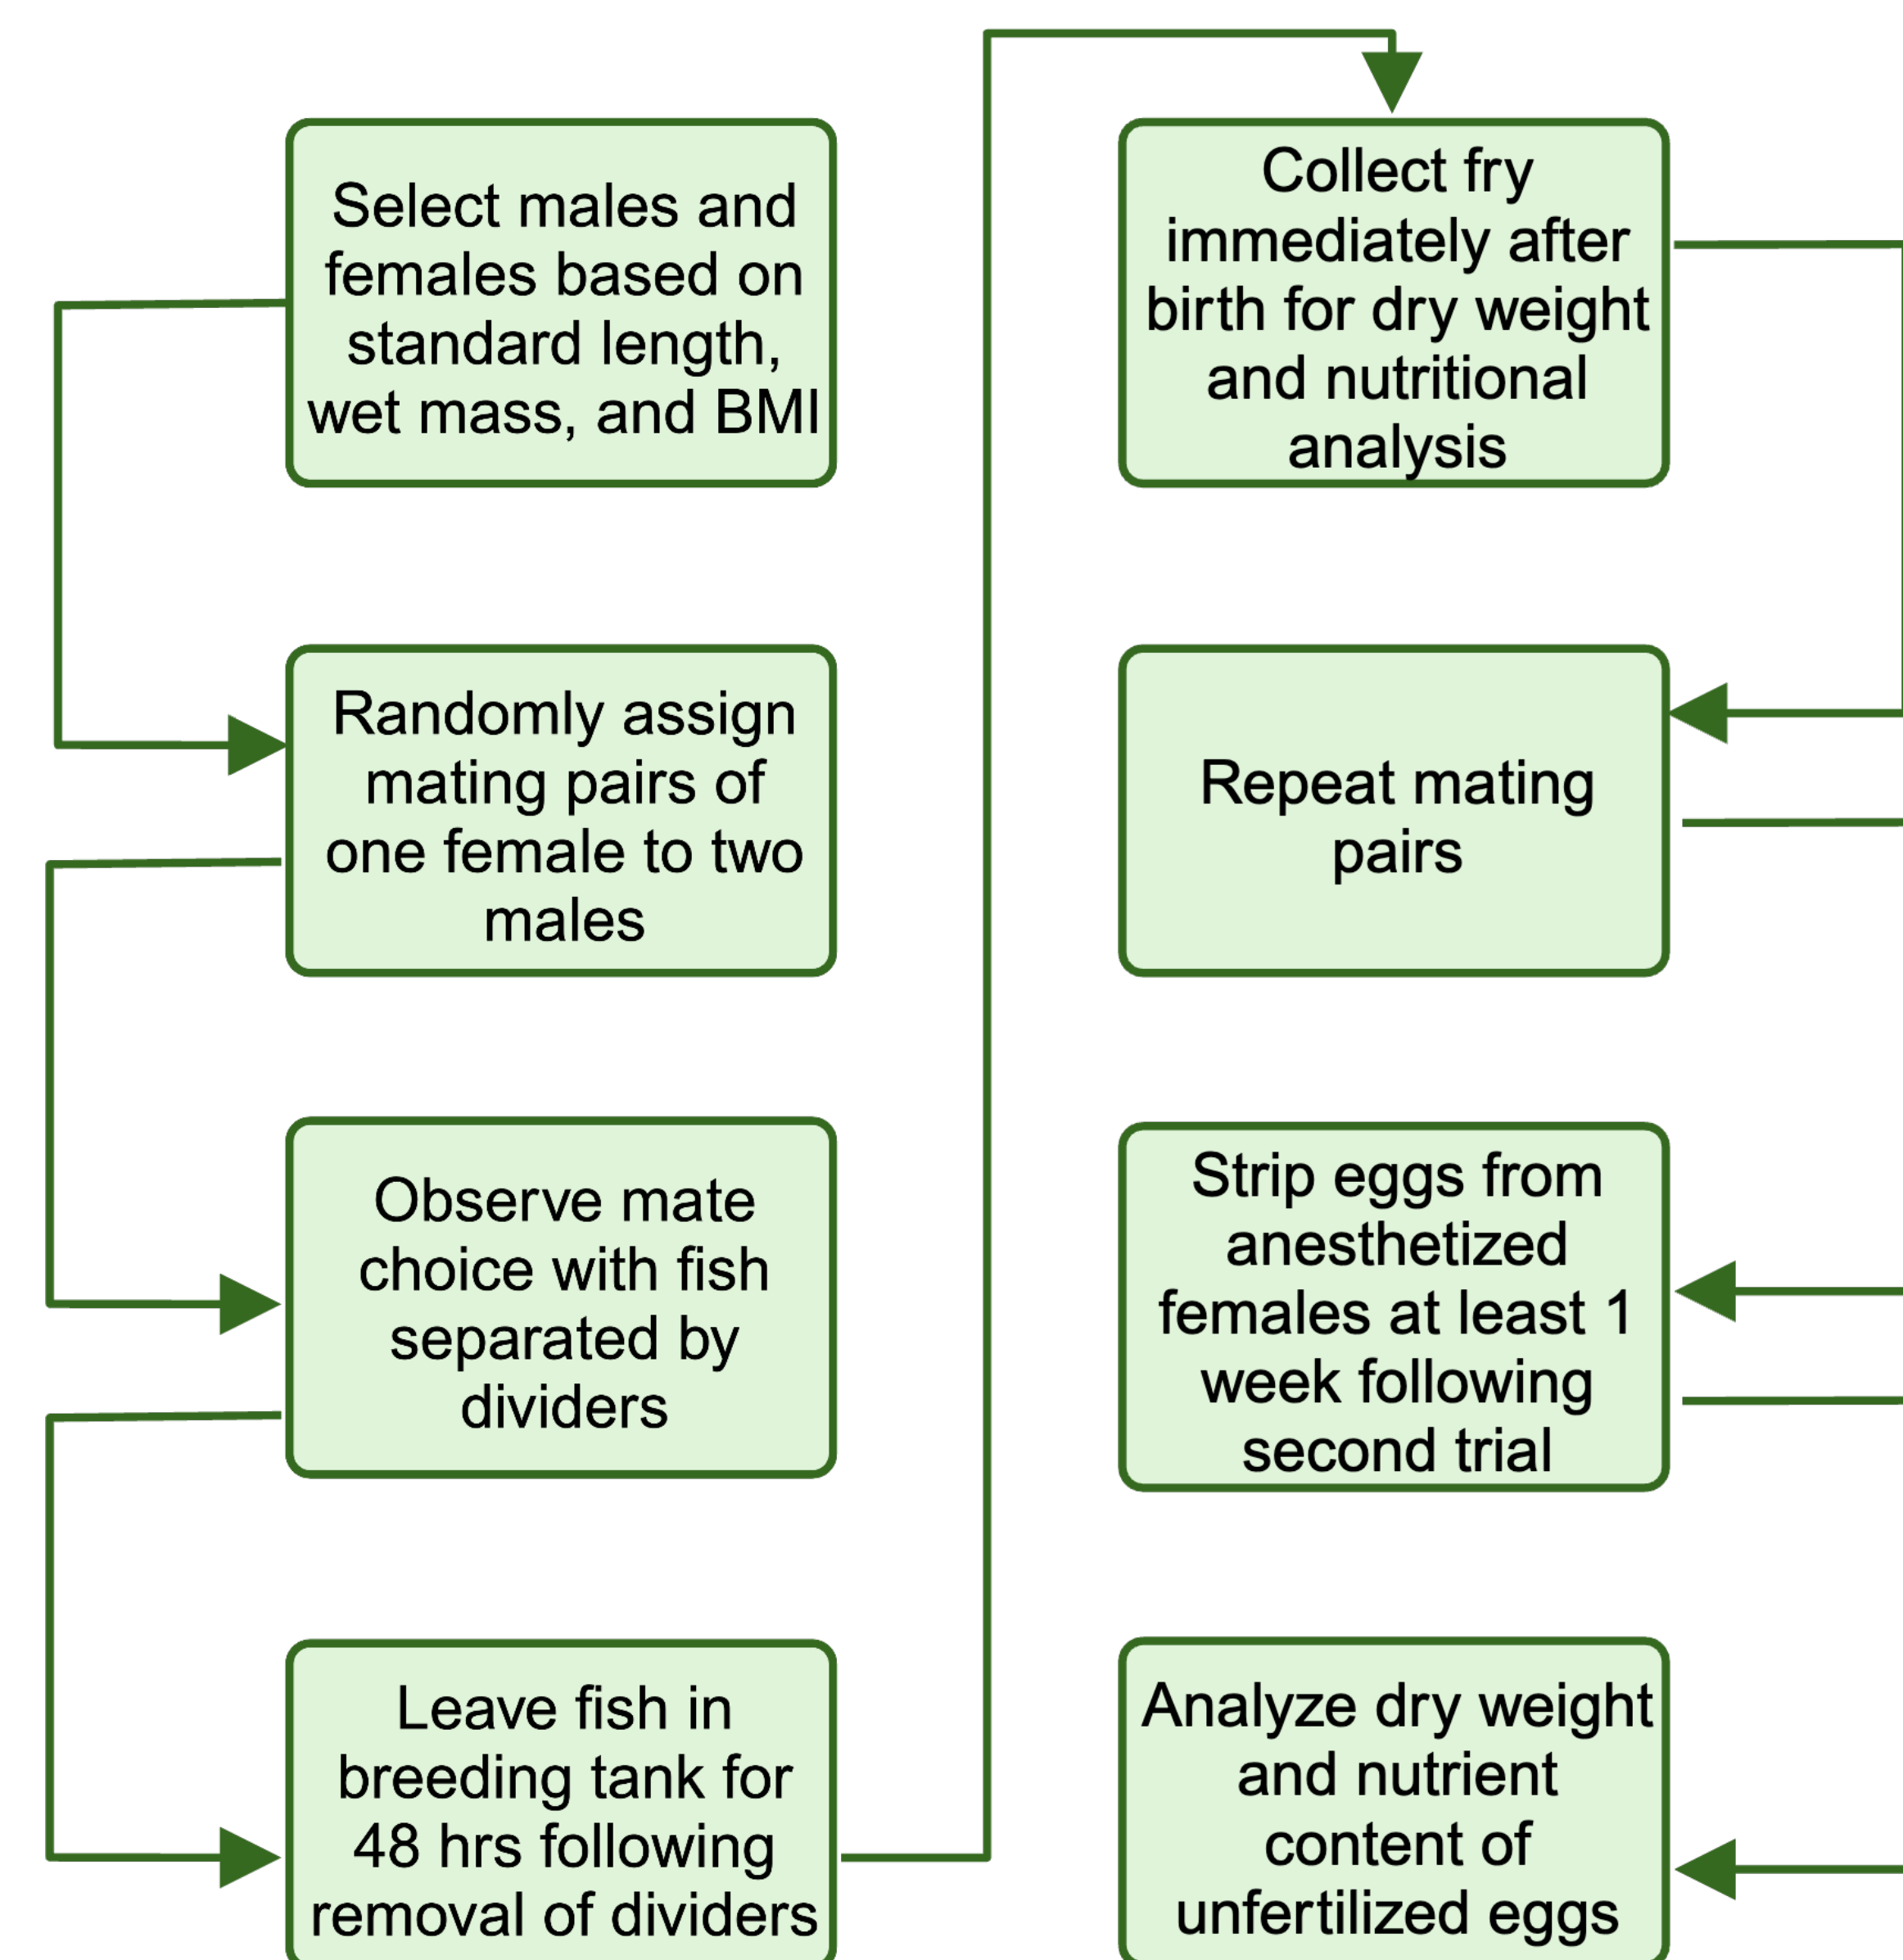 Select males and
females based on
standard length,
wet mass, and BMI
Randomly assign
mating pairs of
one female to two
males
Observe mate
choice with fish
separated by
dividers
Leave fish in
breeding tank for
48 hrs following
removal of dividers
Collect fry
immediately after
birth for dry weight
and nutritional
analysis
Repeat mating
pairs
Strip eggs from
anesthetized
females at least 1
week following
second trial
Analyze dry weight
and nutrient
content of
unfertilized eggs